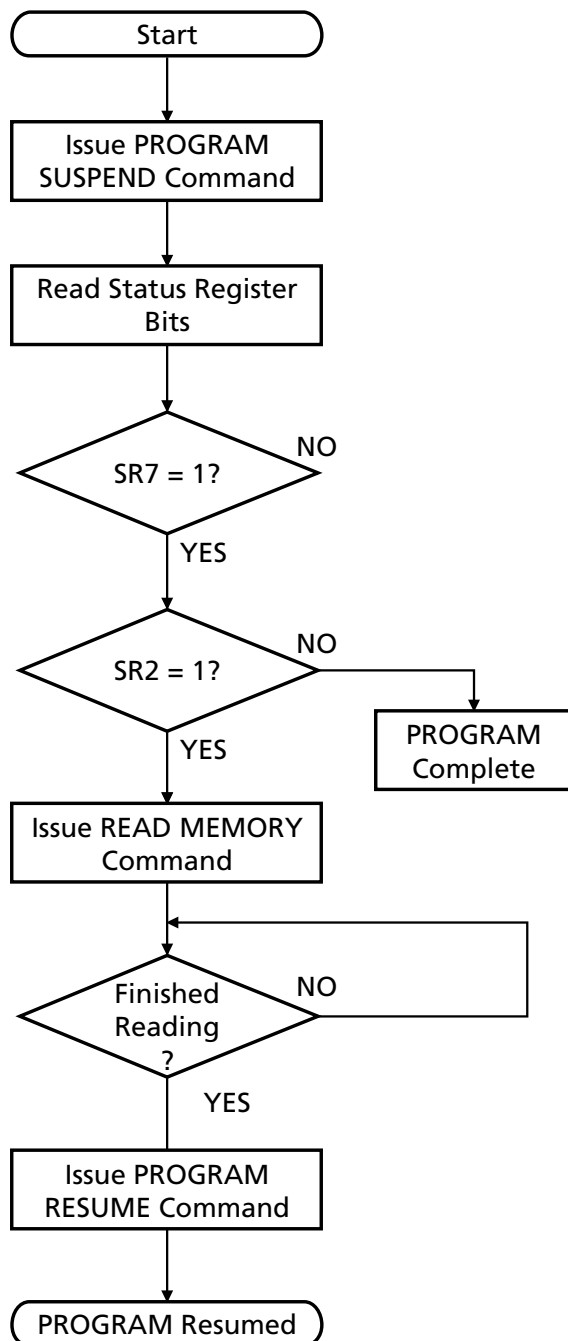 Start
Issue PROGRAM
SUSPEND Command
Read Status Register
Bits
NO
SR7 = 1?
YES
NO
SR2 = 1?
YES
PROGRAM
Complete
Issue READ MEMORY
Command
Finished
Reading
?
NO
YES
Issue PROGRAM
RESUME Command
PROGRAM Resumed